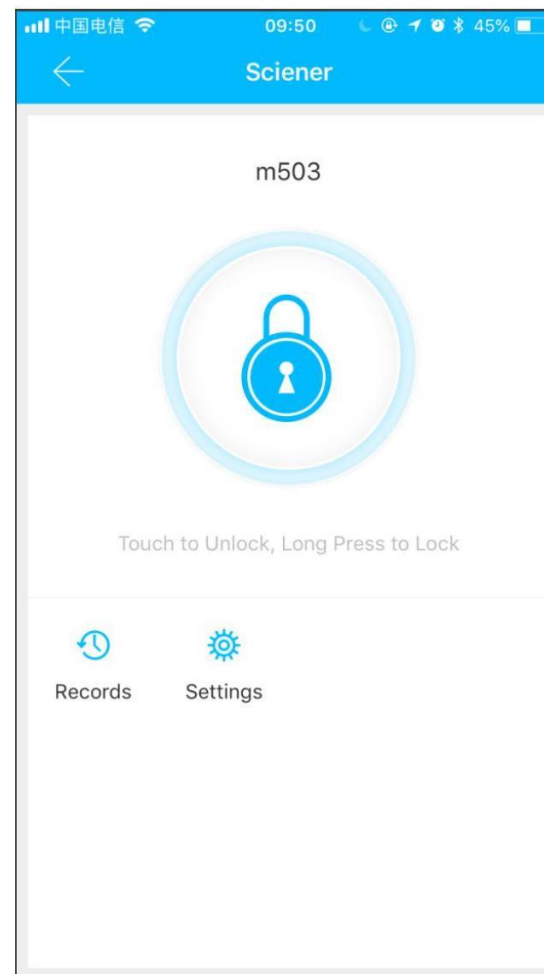 中国电信 09:50 45%
Sciener
m503
Touch to Unlock, Long Press to Lock
Records Settings